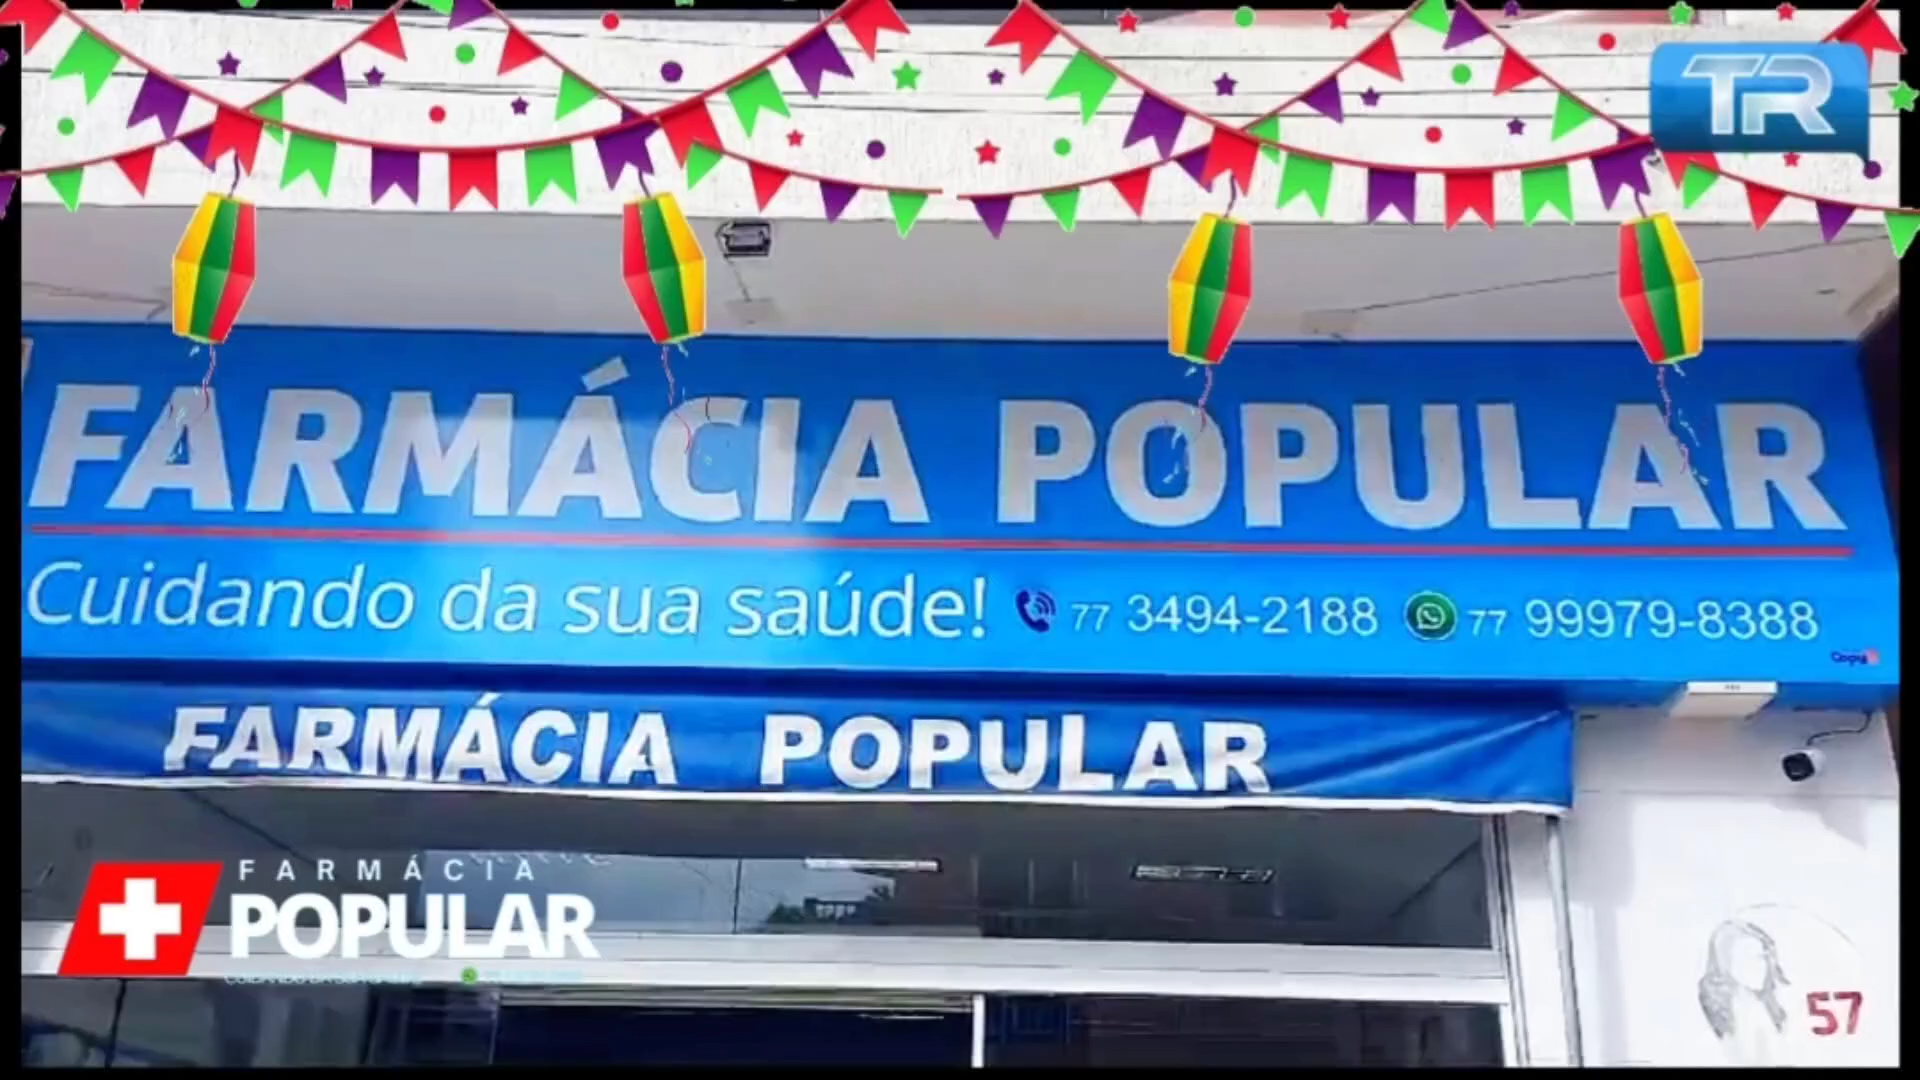 TR
FARMÁCIA POPULAR
Cuidando da sua saúde! 77 3494-2188 77 99979-8388
FARMÁCIA POPULAR
FARMÁCIA
POPULAR
57